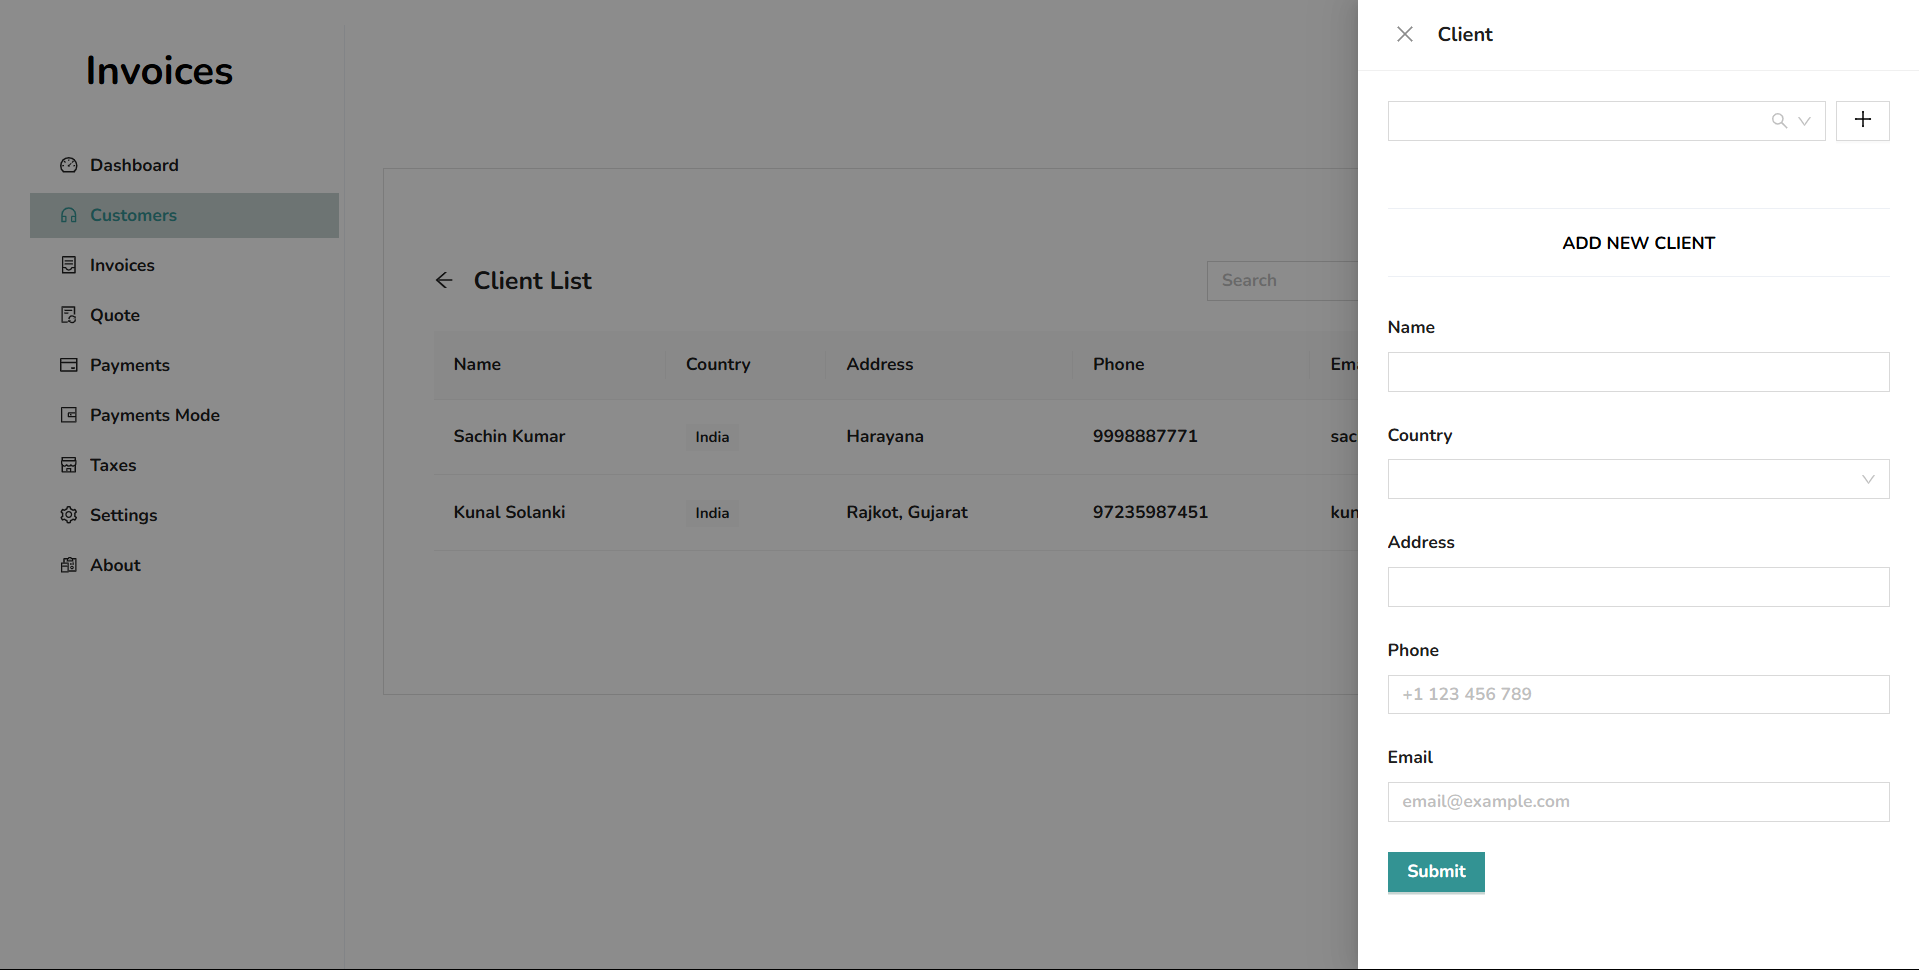 Invoices
Dashboard
Customers
Invoices
Quote
Payments
Payments Mode
Taxes
Settings
About
Client List
Search
Name Country Address Phone Ema
Sachin Kumar India Harayana 9998887771 sac
Kunal Solanki India Rajkot, Gujarat 97235987451 kun
Client
ADD NEW CLIENT
Name
Country
Address
Phone
+1 123 456 789
Email
email@example.com
Submit